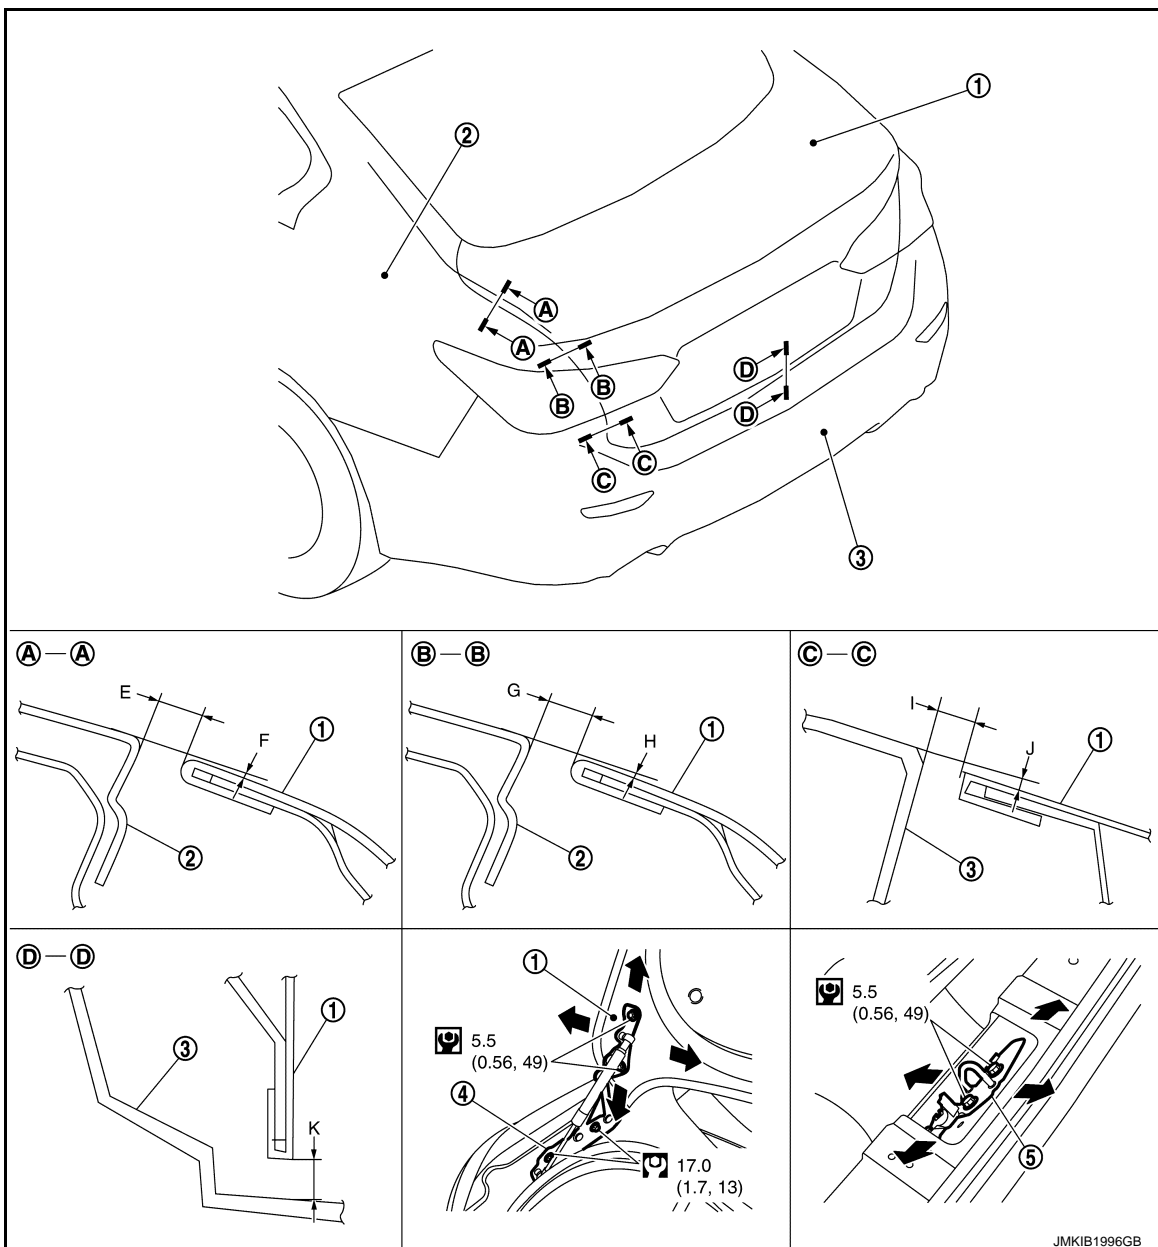 1
2
A
A
B
B
D
D
C
C
3
A — A
E
F
1
2
B — B
G
H
1
2
C — C
I
J
1
3
D — D
3
1
K
1
5.5
(0.56, 49)
4
17.0
(1.7, 13)
5.5
(0.56, 49)
5
JMKIB1996GB